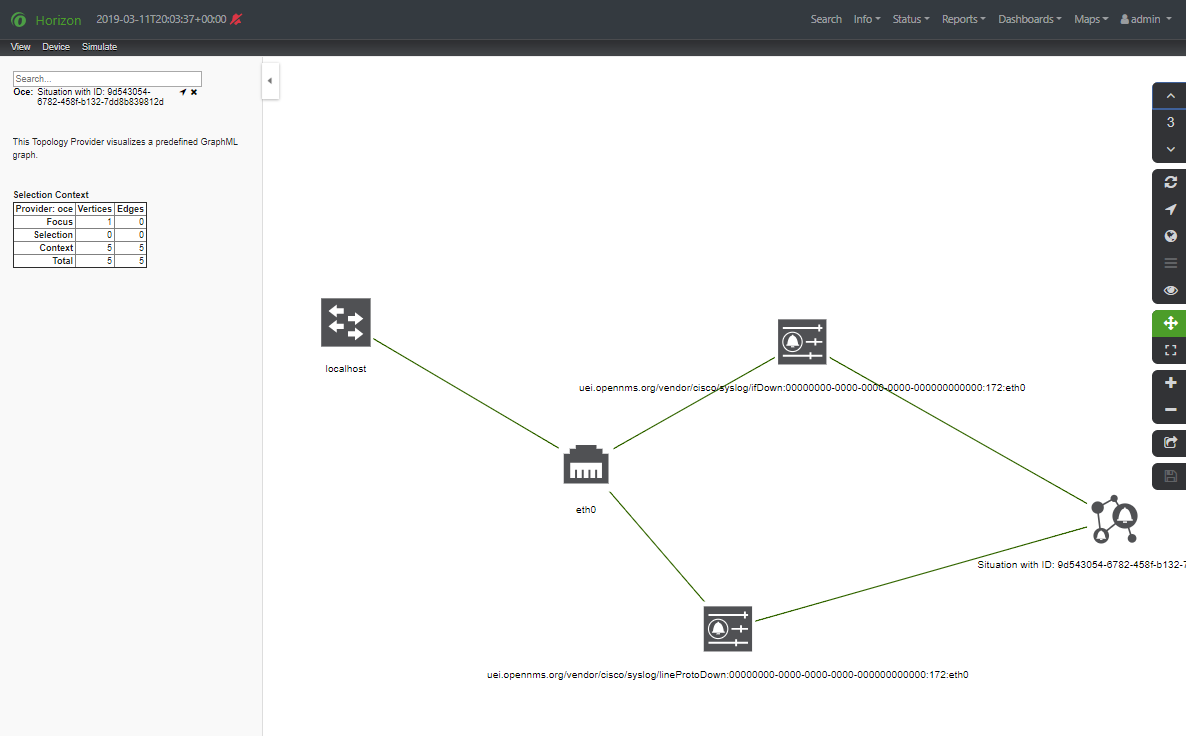 Horizon 2019-03-11T20:03:37+00:00 Search Info Status Reports Dashboards Maps admin
View Device Simulate
Search...
Oce: Situation with ID: 9d543054-
6782-458f-b132-7dd8b839812d
This Topology Provider visualizes a predefined GraphML
graph.
Selection Context
Provider: oce Vertices Edges
Focus 1 0
Selection 0 0
Context 5 5
Total 5 5
3
localhost
uei.opennms.org/vendor/cisco/syslog/ifDown:00000000-0000-0000-0000-000000000000:172:eth0
eth0
Situation with ID: 9d543054-6782-458f-b132-7
uei.opennms.org/vendor/cisco/syslog/lineProtoDown:00000000-0000-0000-0000-000000000000:172:eth0